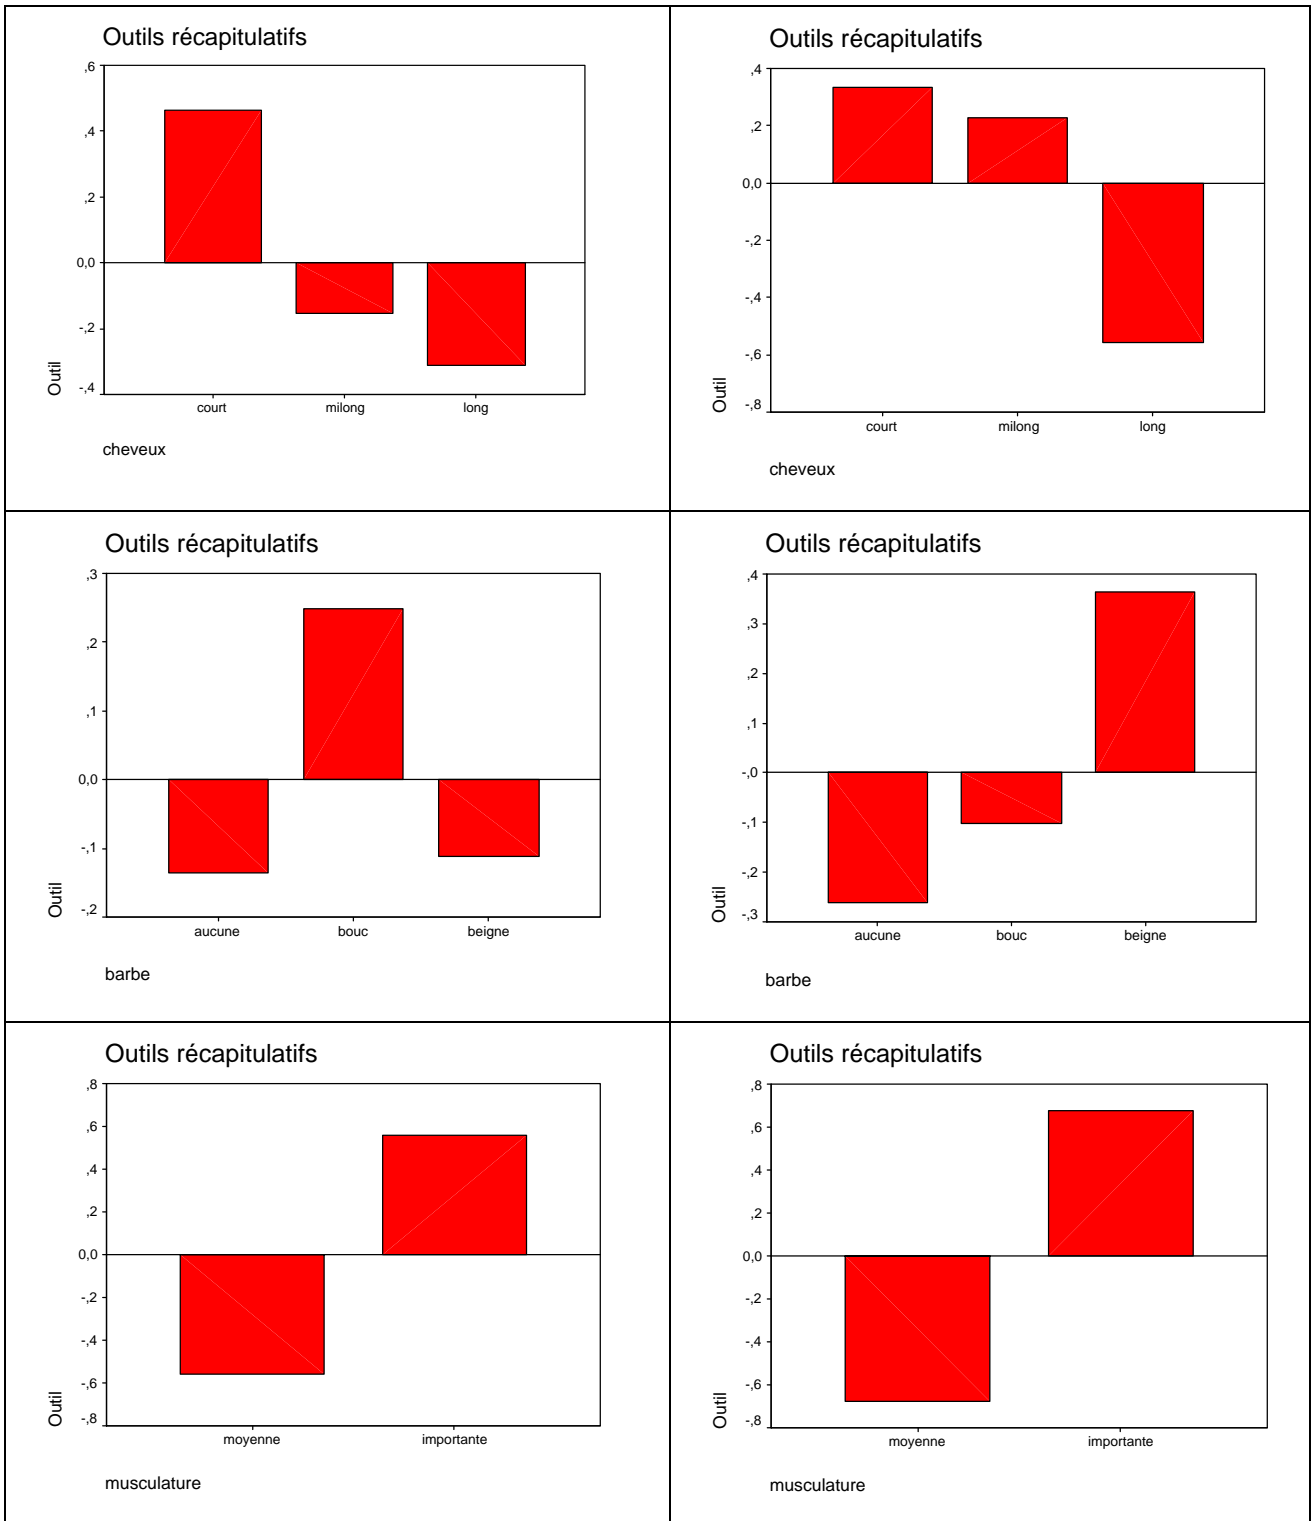 Outils récapitulatifs
,6
,4
,2
0,0
-,2
-,4
Outil
court milong long
cheveux
Outils récapitulatifs
,4
,2
0,0
-,2
-,4
-,6
-,8
Outil
court milong long
cheveux
Outils récapitulatifs
,3
,2
,1
0,0
-,1
-,2
Outil
aucune bouc beigne
barbe
Outils récapitulatifs
,4
,3
,2
,1
-,0
-,1
-,2
-,3
Outil
aucune bouc beigne
barbe
Outils récapitulatifs
,8
,6
,4
,2
0,0
-,2
-,4
-,6
-,8
Outil
moyenne importante
musculature
Outils récapitulatifs
,8
,6
,4
,2
0,0
-,2
-,4
-,6
-,8
Outil
moyenne importante
musculature